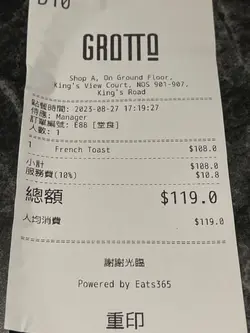 D10
GROTTO
Shop A, On Ground Floor,
King's View Court, NOS 901-907,
King's Road
點餐時間: 2023-08-27 17:19:27
侍應: Manager
訂單編號: E88 [堂食]
人數: 1
1 French Toast $108.0
小計 $108.0
服務費(10%) $10.8
總額 $119.0
人均消費 $119.0
謝謝光臨
Powered by Eats365
重印